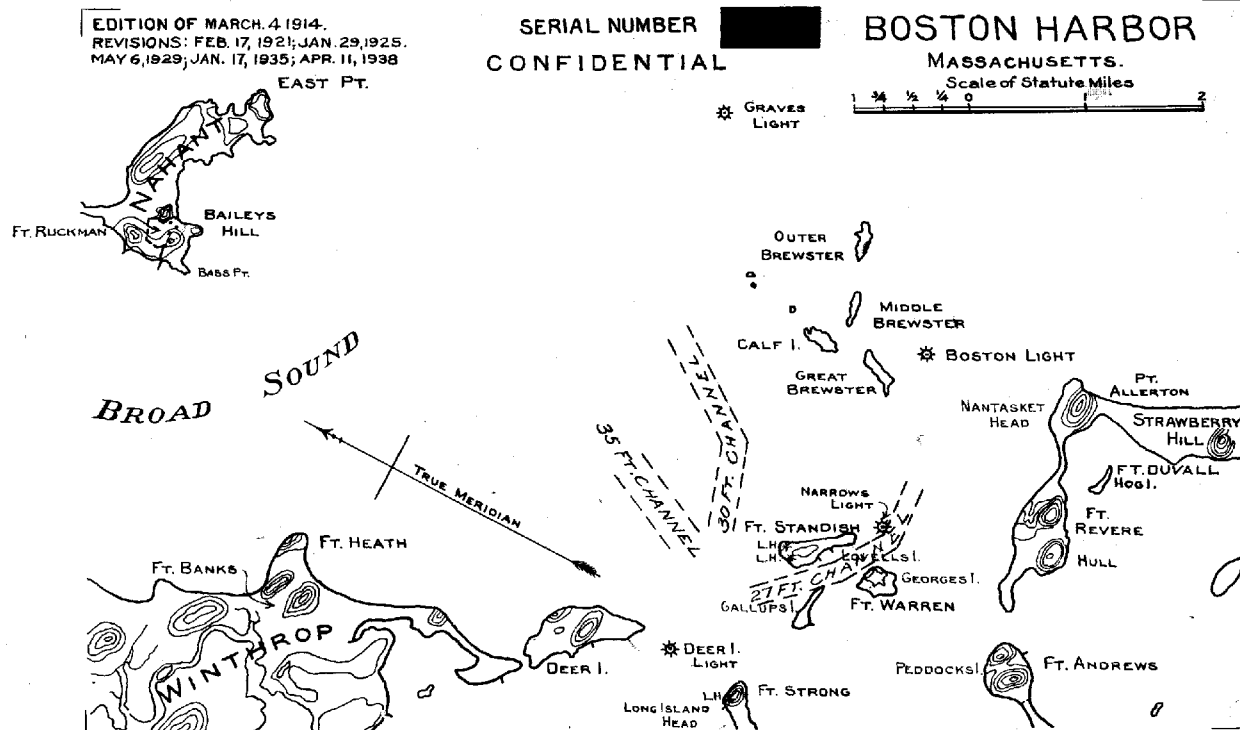 EDITION OF MARCH. 4 1914.
REVISIONS: FEB. 17, 1921; JAN. 29, 1925.
MAY 6, 1929; JAN. 17, 1935; APR. 11, 1938
SERIAL NUMBER
CONFIDENTIAL
BOSTON HARBOR
MASSACHUSETTS.
Scale of Statute Miles
1 ¾ ½ ¼ 0 1 2
EAST PT.
GRAVES
LIGHT
NAHANT
FT. RUCKMAN
BAILEYS
HILL
BASS PT.
OUTER
BREWSTER
MIDDLE
BREWSTER
CALF I.
BOSTON LIGHT
GREAT
BREWSTER
BROAD SOUND
PT.
ALLERTON
NANTASKET
HEAD
STRAWBERRY
HILL
30 FT. CHANNEL
35 FT. CHANNEL
TRUE MERIDIAN
FT. DUVALL
HOG I.
NARROWS
LIGHT
FT. STANDISH
FT.
REVERE
L.H.
L.H.
LOVELLS I.
27 FT. CHANNEL
HULL
FT. HEATH
FT. BANKS
GEORGES I.
GALLUPS I.
FT. WARREN
WINTHROP
DEER I.
DEER I.
LIGHT
PEDDOCKS I.
FT. ANDREWS
L.H.
FT. STRONG
LONG ISLAND
HEAD